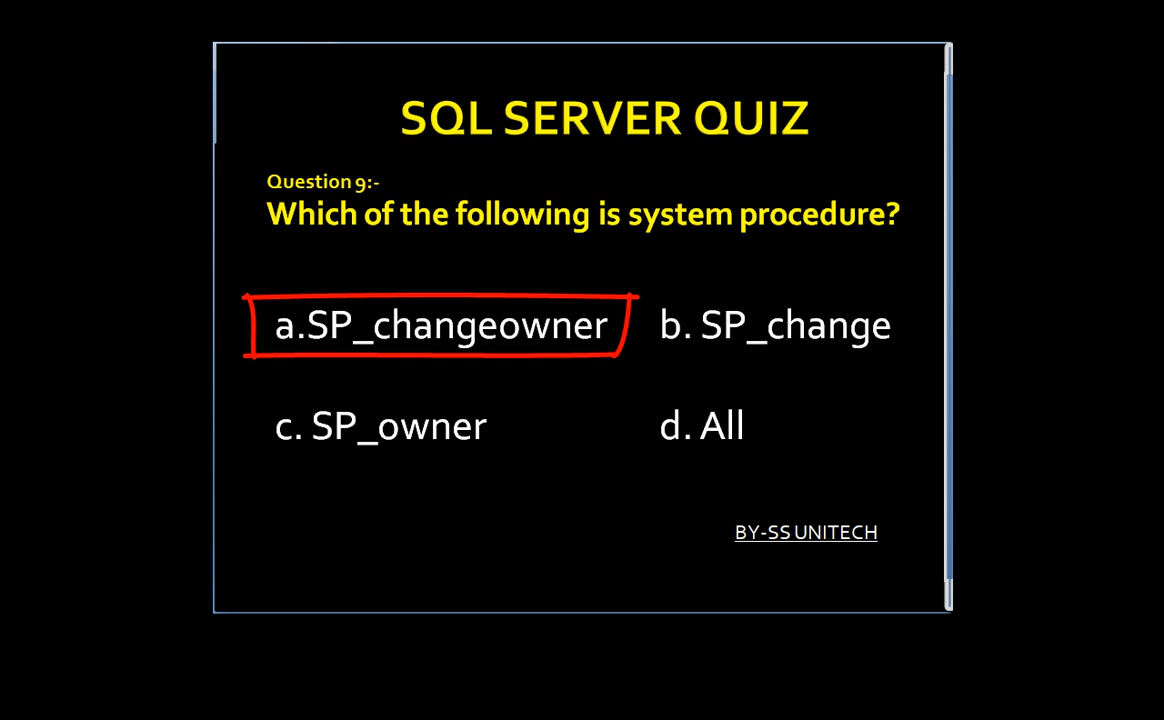 SQL SERVER QUIZ
Question 9:-
Which of the following is system procedure?
a.SP_changeowner
b. SP_change
c. SP_owner
d. All
BY-SS UNITECH